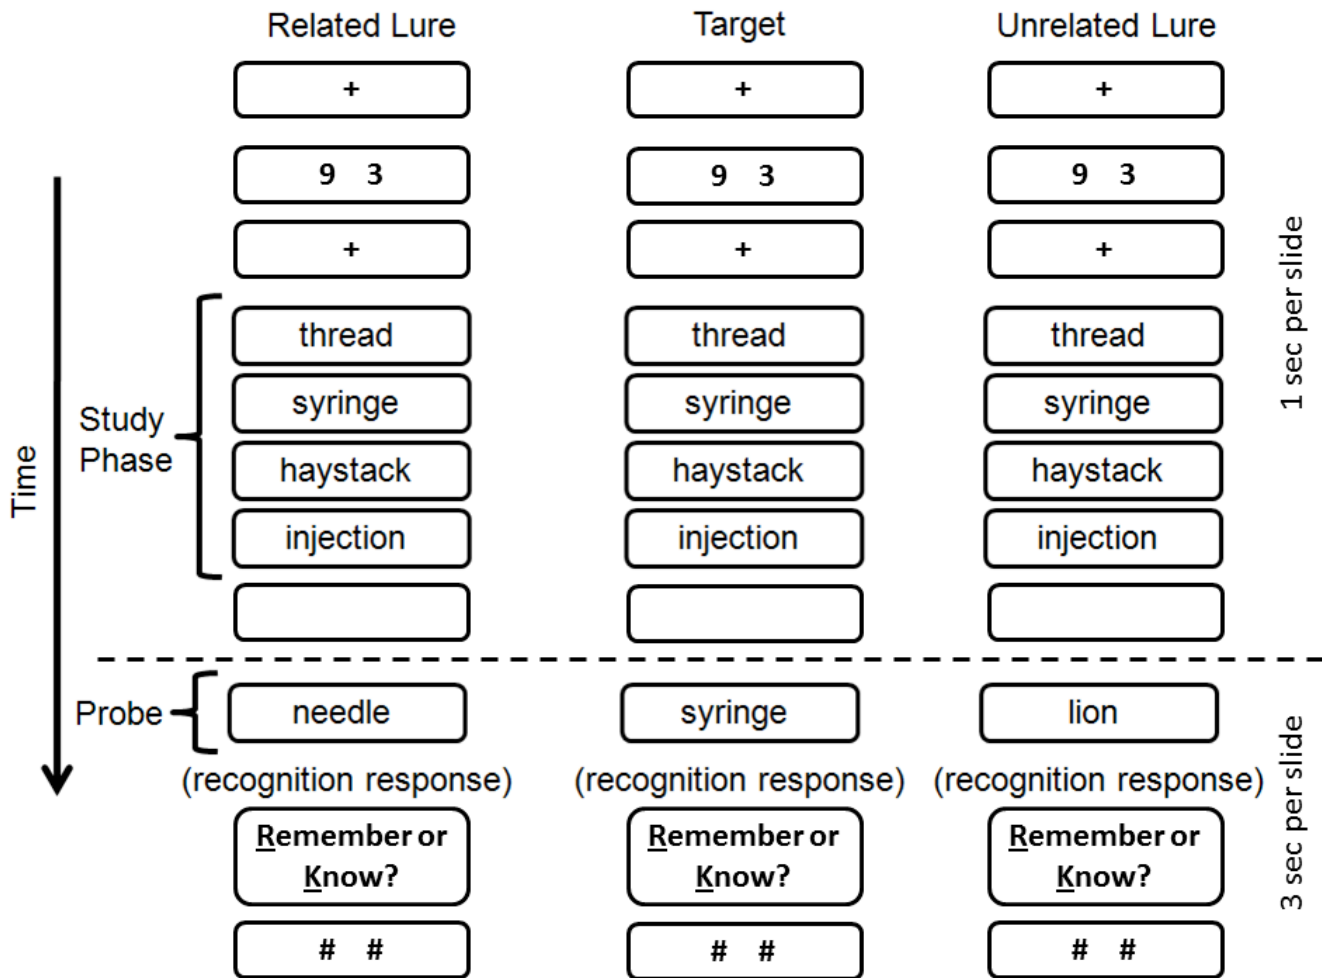 Related Lure Target Unrelated Lure
+ + +
9 3 9 3 9 3
+ + +
thread thread thread
syringe syringe syringe
haystack haystack haystack
injection injection injection
Study
Phase
Time
1 sec per slide
Probe
needle syringe lion
(recognition response) (recognition response) (recognition response)
Remember or Remember or Remember or
Know? Know? Know?
# # # # # #
3 sec per slide